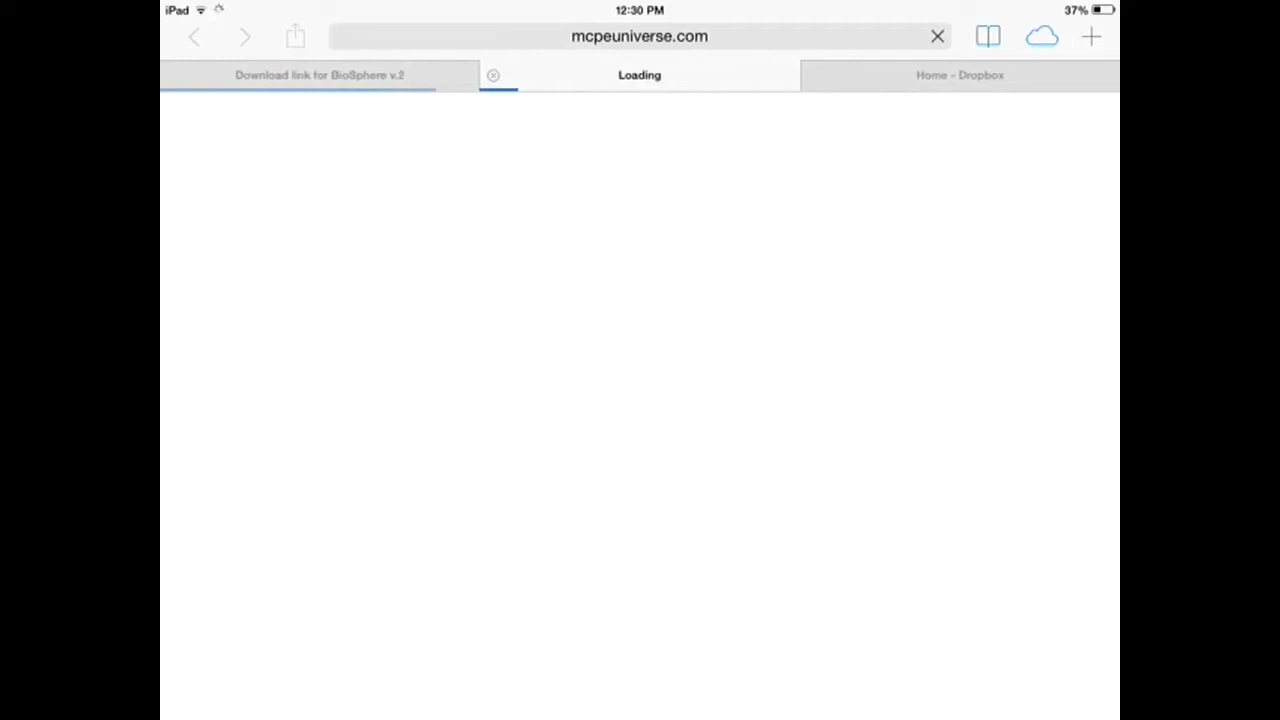 iPad 12:30 PM 37%
mcpeuniverse.com
Download link for BioSphere v.2 Loading Home - Dropbox